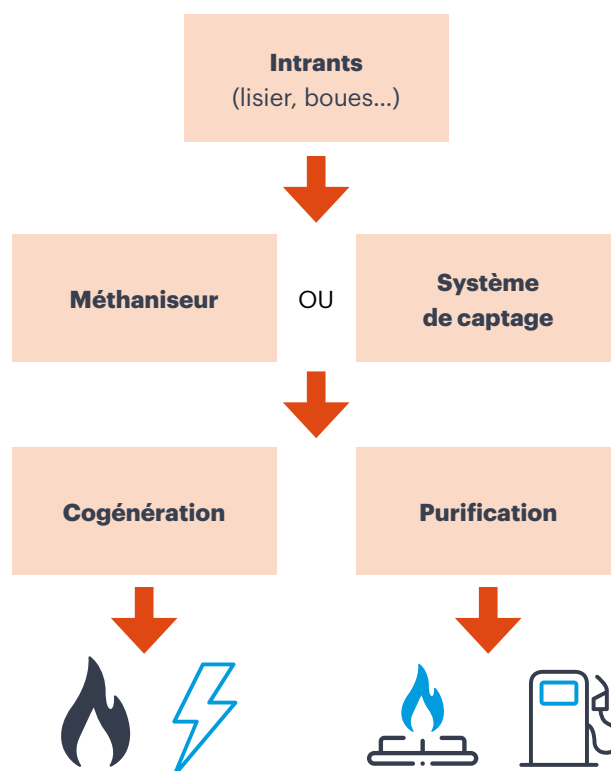 Intrants
(lisier, boues...)
Méthaniseur
OU
Système
de captage
Cogénération
Purification